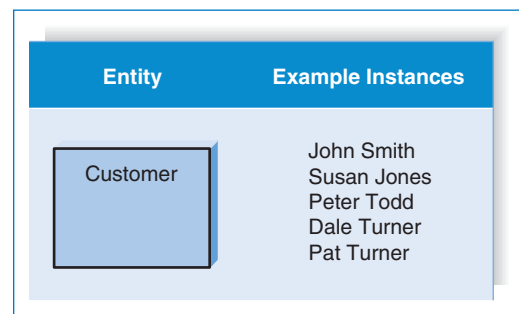 Entity Example Instances
Customer
John Smith
Susan Jones
Peter Todd
Dale Turner
Pat Turner